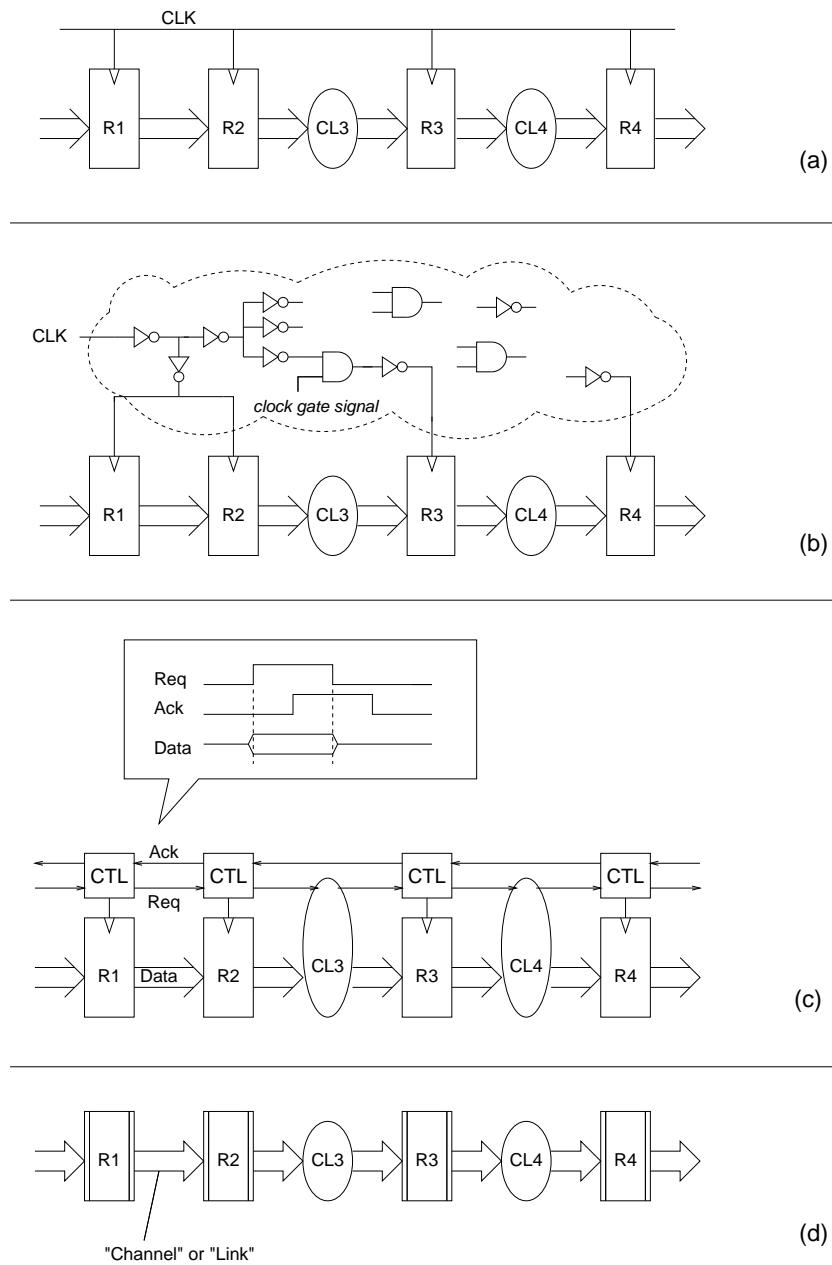 CLK
R1 R2 CL3 R3 CL4 R4
(a)
CLK
clock gate signal
R1 R2 CL3 R3 CL4 R4
(b)
Req
Ack
Data
Ack
CTL CTL CTL CTL
Req
R1 Data R2 CL3 R3 CL4 R4
(c)
R1 R2 CL3 R3 CL4 R4
"Channel" or "Link"
(d)